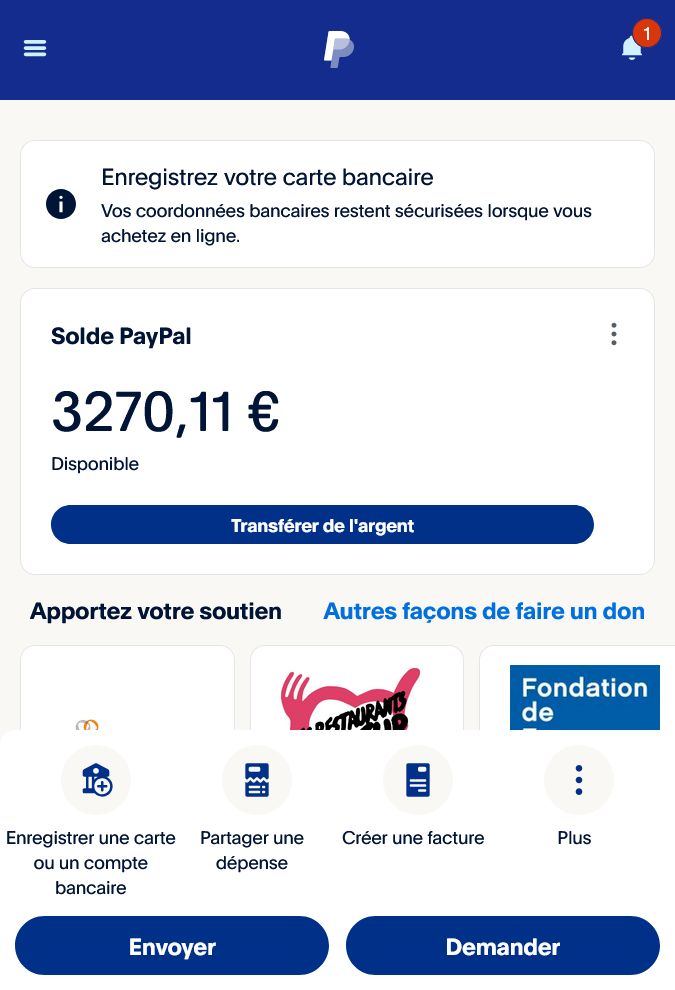 1
Enregistrez votre carte bancaire
Vos coordonnées bancaires restent sécurisées lorsque vous
achetez en ligne.
Solde PayPal
3270,11 €
Disponible
Transférer de l'argent
Apportez votre soutien
Autres façons de faire un don
RESTAURANTS
Fondation
de
Enregistrer une carte
ou un compte
bancaire
Partager une
dépense
Créer une facture
Plus
Envoyer
Demander